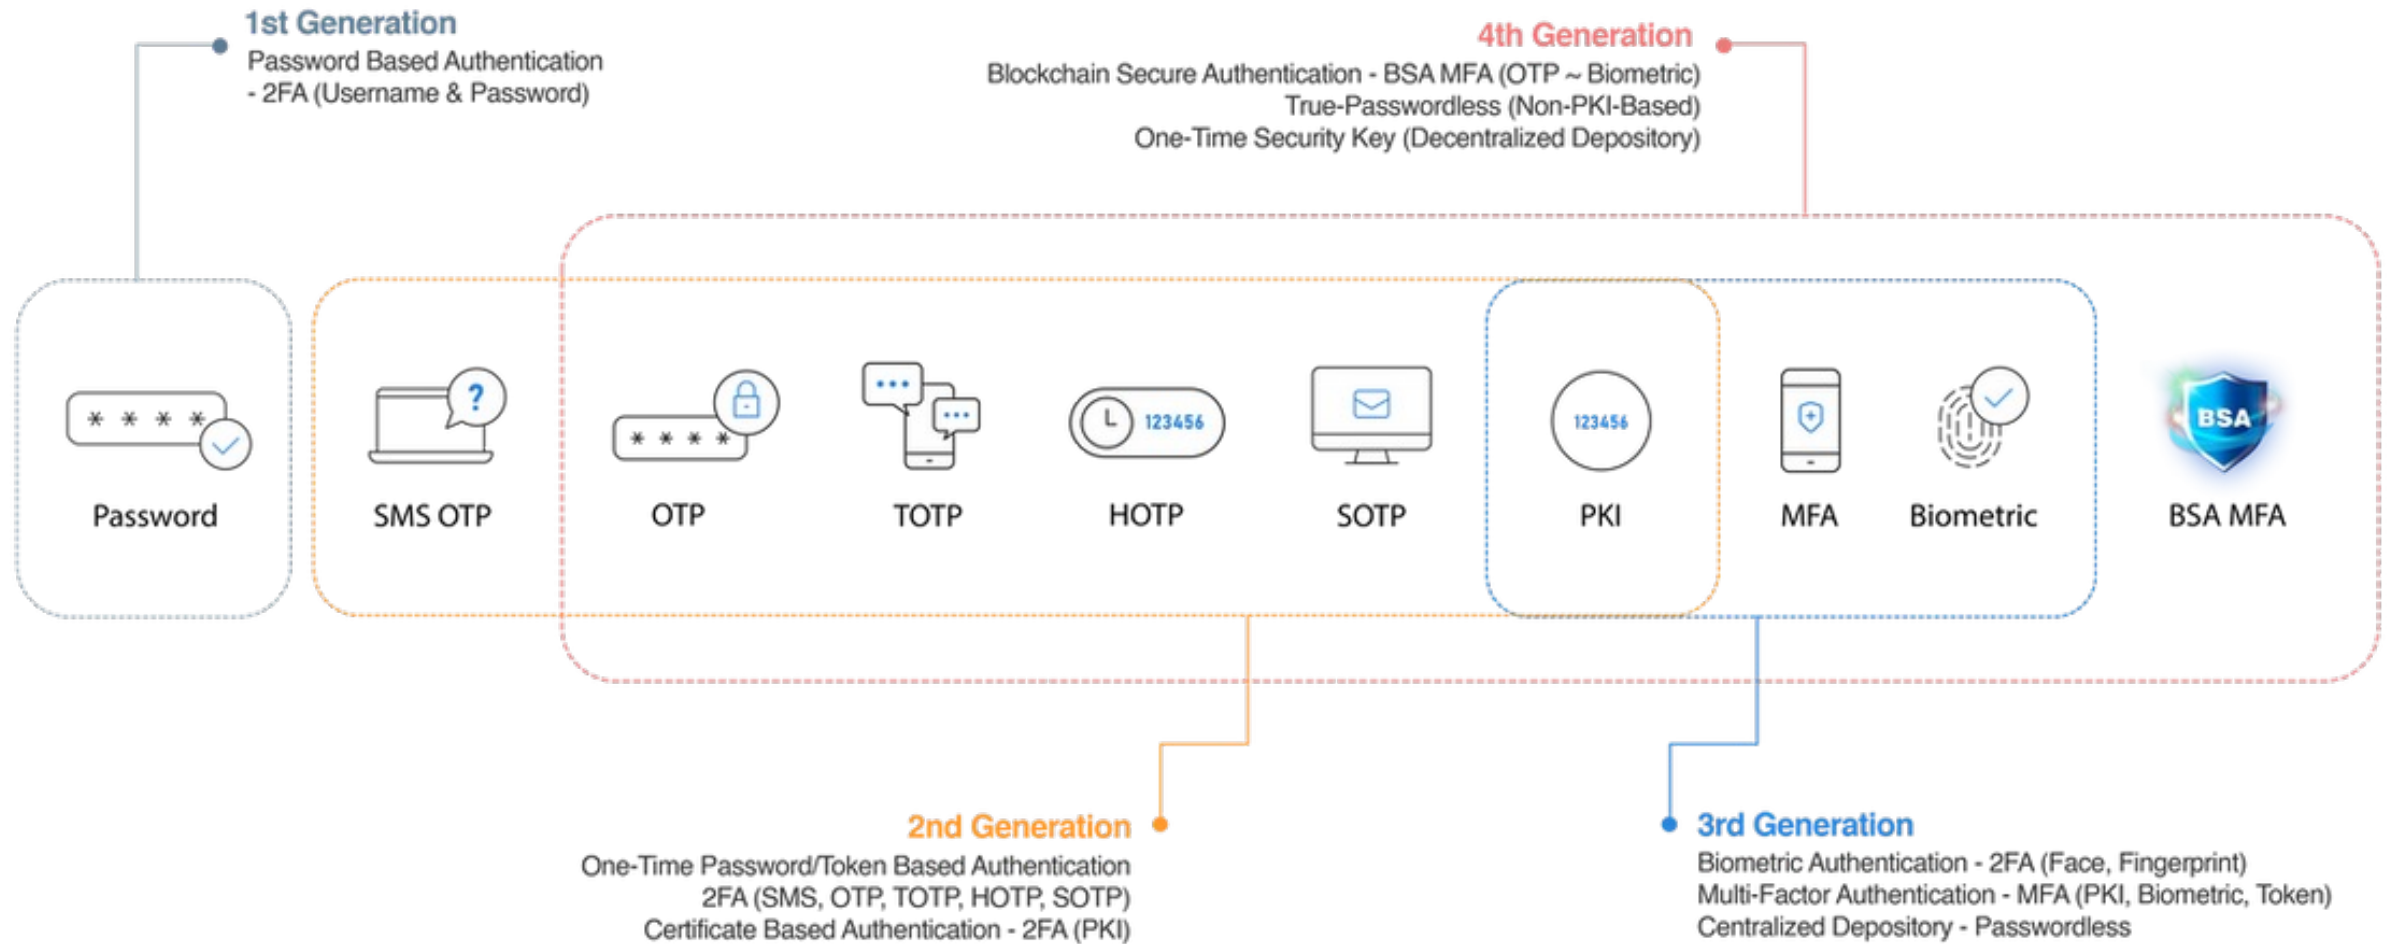 1st Generation
Password Based Authentication
- 2FA (Username & Password)
4th Generation
Blockchain Secure Authentication - BSA MFA (OTP ~ Biometric)
True-Passwordless (Non-PKI-Based)
One-Time Security Key (Decentralized Depository)
* * * *
Password
?
SMS OTP
* * * *
OTP
TOTP
123456
HOTP
SOTP
123456
PKI
MFA
Biometric
BSA
BSA MFA
2nd Generation
One-Time Password/Token Based Authentication
2FA (SMS, OTP, TOTP, HOTP, SOTP)
Certificate Based Authentication - 2FA (PKI)
3rd Generation
Biometric Authentication - 2FA (Face, Fingerprint)
Multi-Factor Authentication - MFA (PKI, Biometric, Token)
Centralized Depository - Passwordless